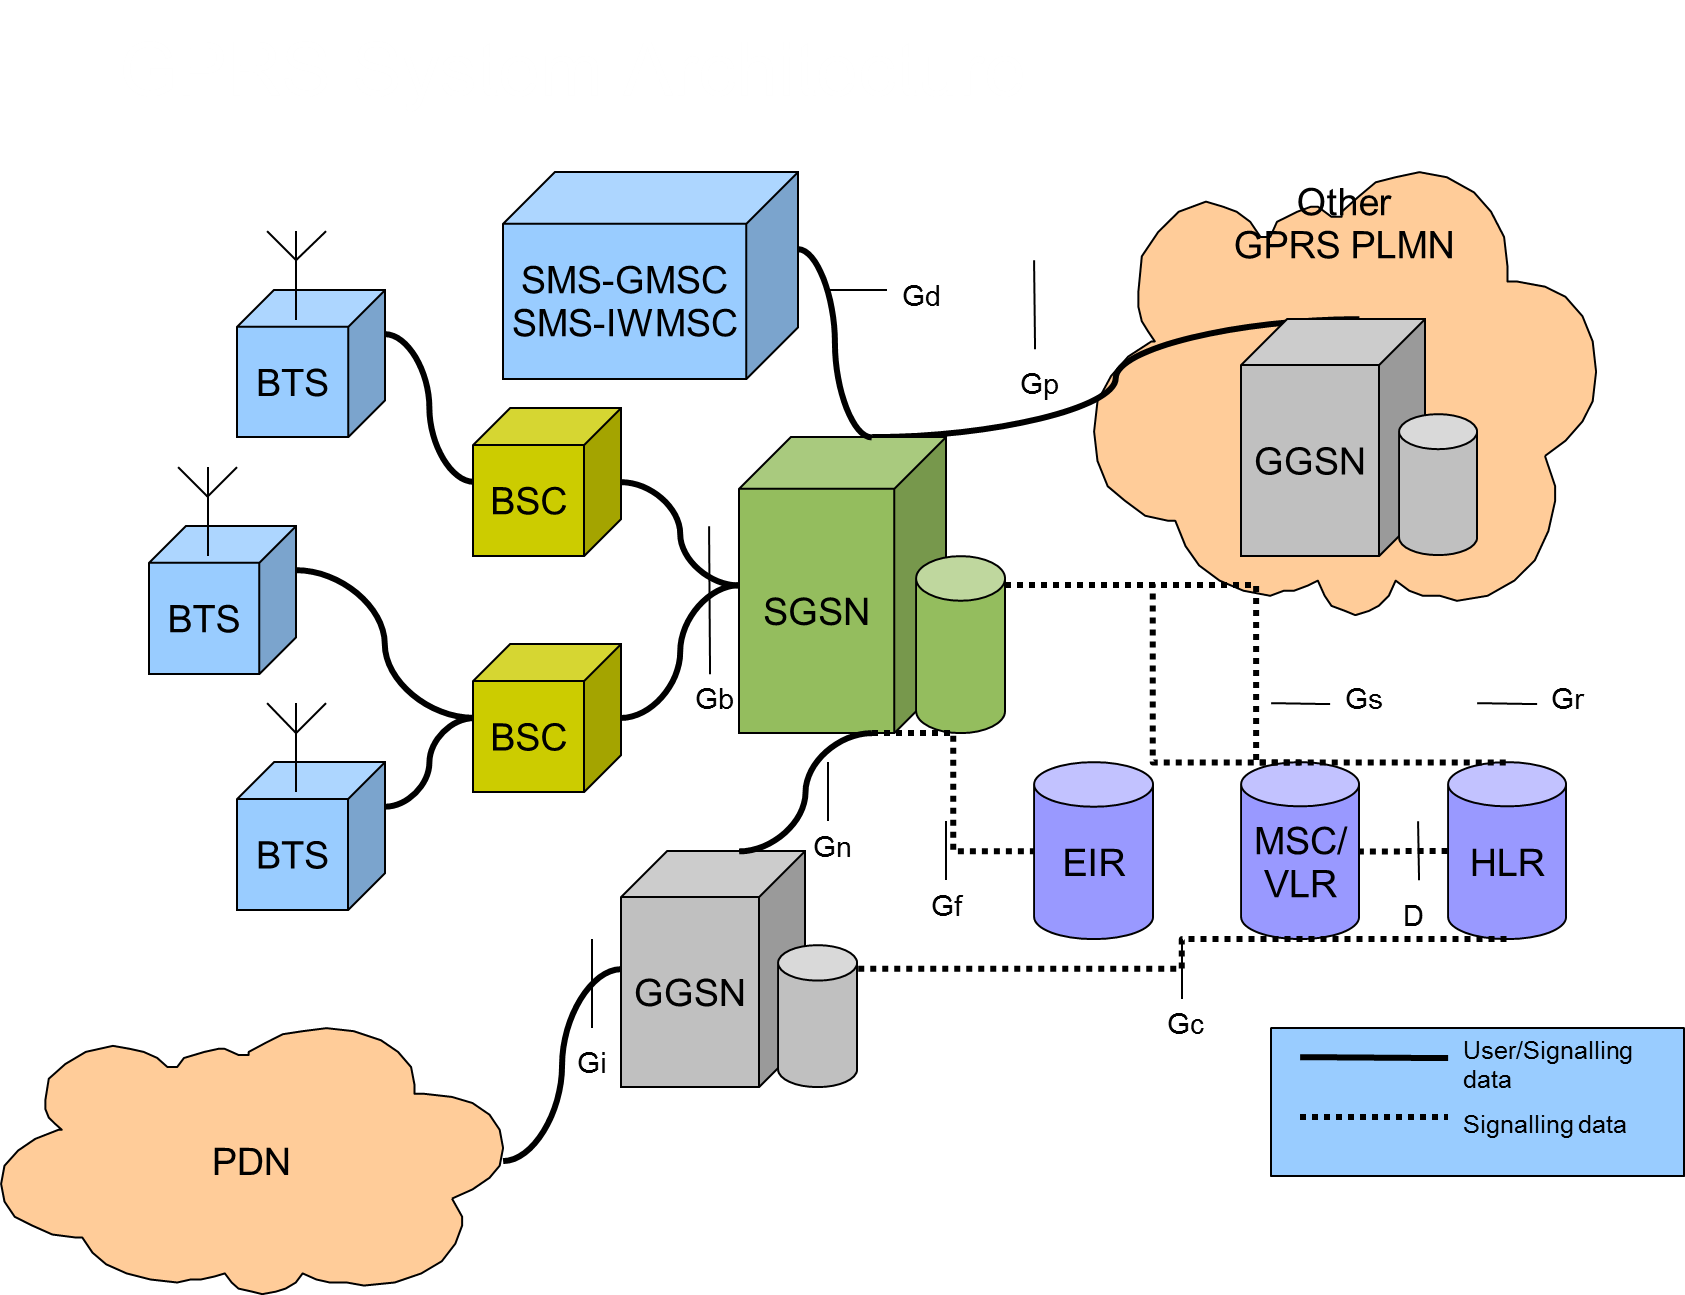 Other
GPRS PLMN
SMS-GMSC
SMS-IWMSC
Gd
Gp
BTS
GGSN
BSC
BTS
SGSN
Gb
Gs
Gr
BSC
BTS
Gn
EIR
MSC/
VLR
HLR
Gf
D
GGSN
Gc
Gi
PDN
User/Signalling
data
Signalling data